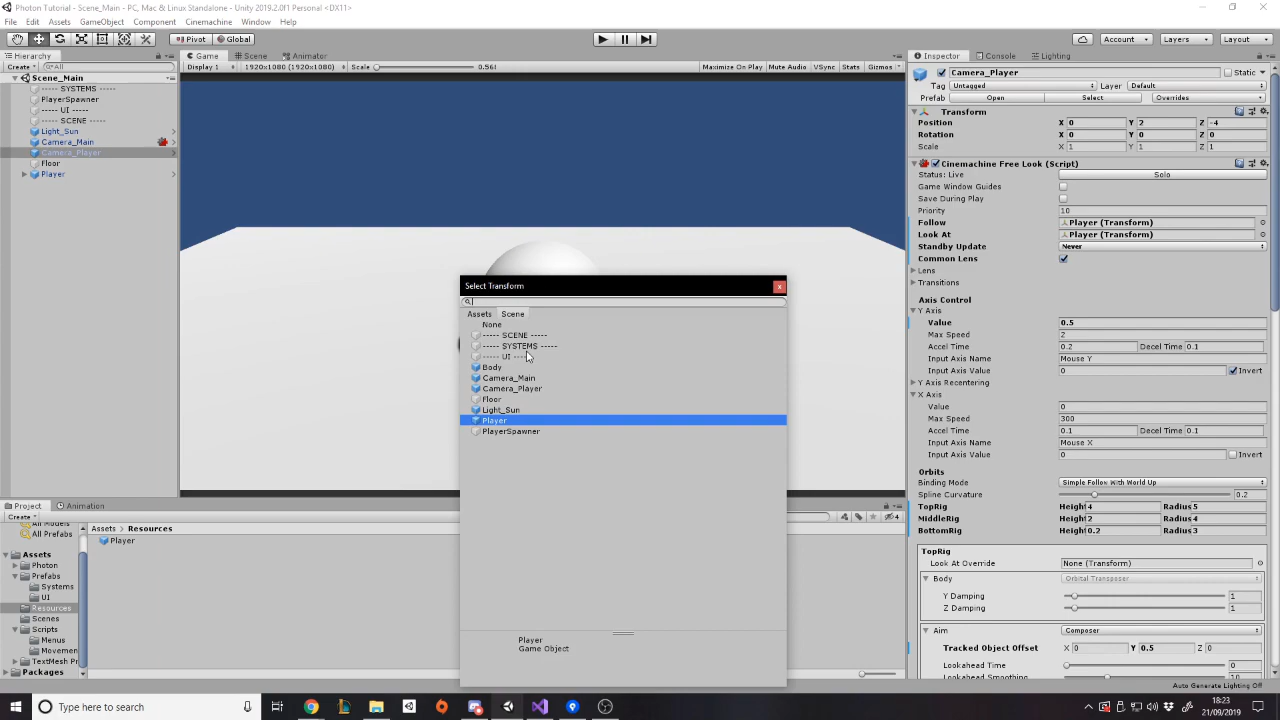 Photon Tutorial - Scene_Main - PC, Mac & Linux Standalone - Unity 2019.2.0f1 Personal <DX11>
File Edit Assets GameObject Component Cinemachine Window Help
Pivot Global Account Layers Layout
Hierarchy Game Scene Animator Inspector Console Lighting
Create All Display 1 1920x1080 (1920x1080) Scale 0.56 Maximize On Play Mute Audio VSync Stats Gizmos
Camera_Player Static
Scene_Main
Tag Untagged Layer Default
----- SYSTEMS -----
PlayerSpawner
Prefab Open Select Overrides
----- UI -----
Transform
----- SCENE -----
Position X 0 Y 2 Z -4
Light_Sun
Rotation X 0 Y 0 Z 0
Camera_Main
Scale X 1 Y 1 Z 1
Camera_Player
Floor
Cinemachine Free Look (Script)
Player
Status: Live Solo
Game Window Guides
Save During Play
Priority 10
Follow Player (Transform)
Look At Player (Transform)
Standby Update Never
Common Lens
Lens
Transitions
Select Transform x
Axis Control
Y Axis
Assets Scene
None
Value 0.5
----- SCENE -----
Max Speed 2
----- SYSTEMS -----
Accel Time 0.2 Decel Time 0.1
----- UI ----
Input Axis Name Mouse Y
Body
Input Axis Value 0 Invert
Camera_Main
Y Axis Recentering
Camera_Player
X Axis
Floor
Value 0
Light_Sun
Max Speed 300
Player
Accel Time 0.1 Decel Time 0.1
PlayerSpawner
Input Axis Name Mouse X
Input Axis Value 0 Invert
Orbits
Binding Mode Simple Follow With World Up
Spline Curvature 0.2
TopRig Height 4 Radius 5
MiddleRig Height 2 Radius 4
BottomRig Height 0.2 Radius 3
Project Animation
Create 4
All Models
All Prefabs
Assets > Resources
Player
Assets
Photon
Prefabs
Systems
UI
Resources
Scenes
Scripts
Menus
Movemen
TextMesh Pr
Packages
TopRig
Look At Override None (Transform)
Body Orbital Transposer
Y Damping 1
Z Damping 1
Aim Composer
Tracked Object Offset X 0 Y 0.5 Z 0
Lookahead Time 0
Lookahead Smoothing 10
Player
Game Object
Auto Generate Lighting Off
Type here to search
18:23
21/09/2019